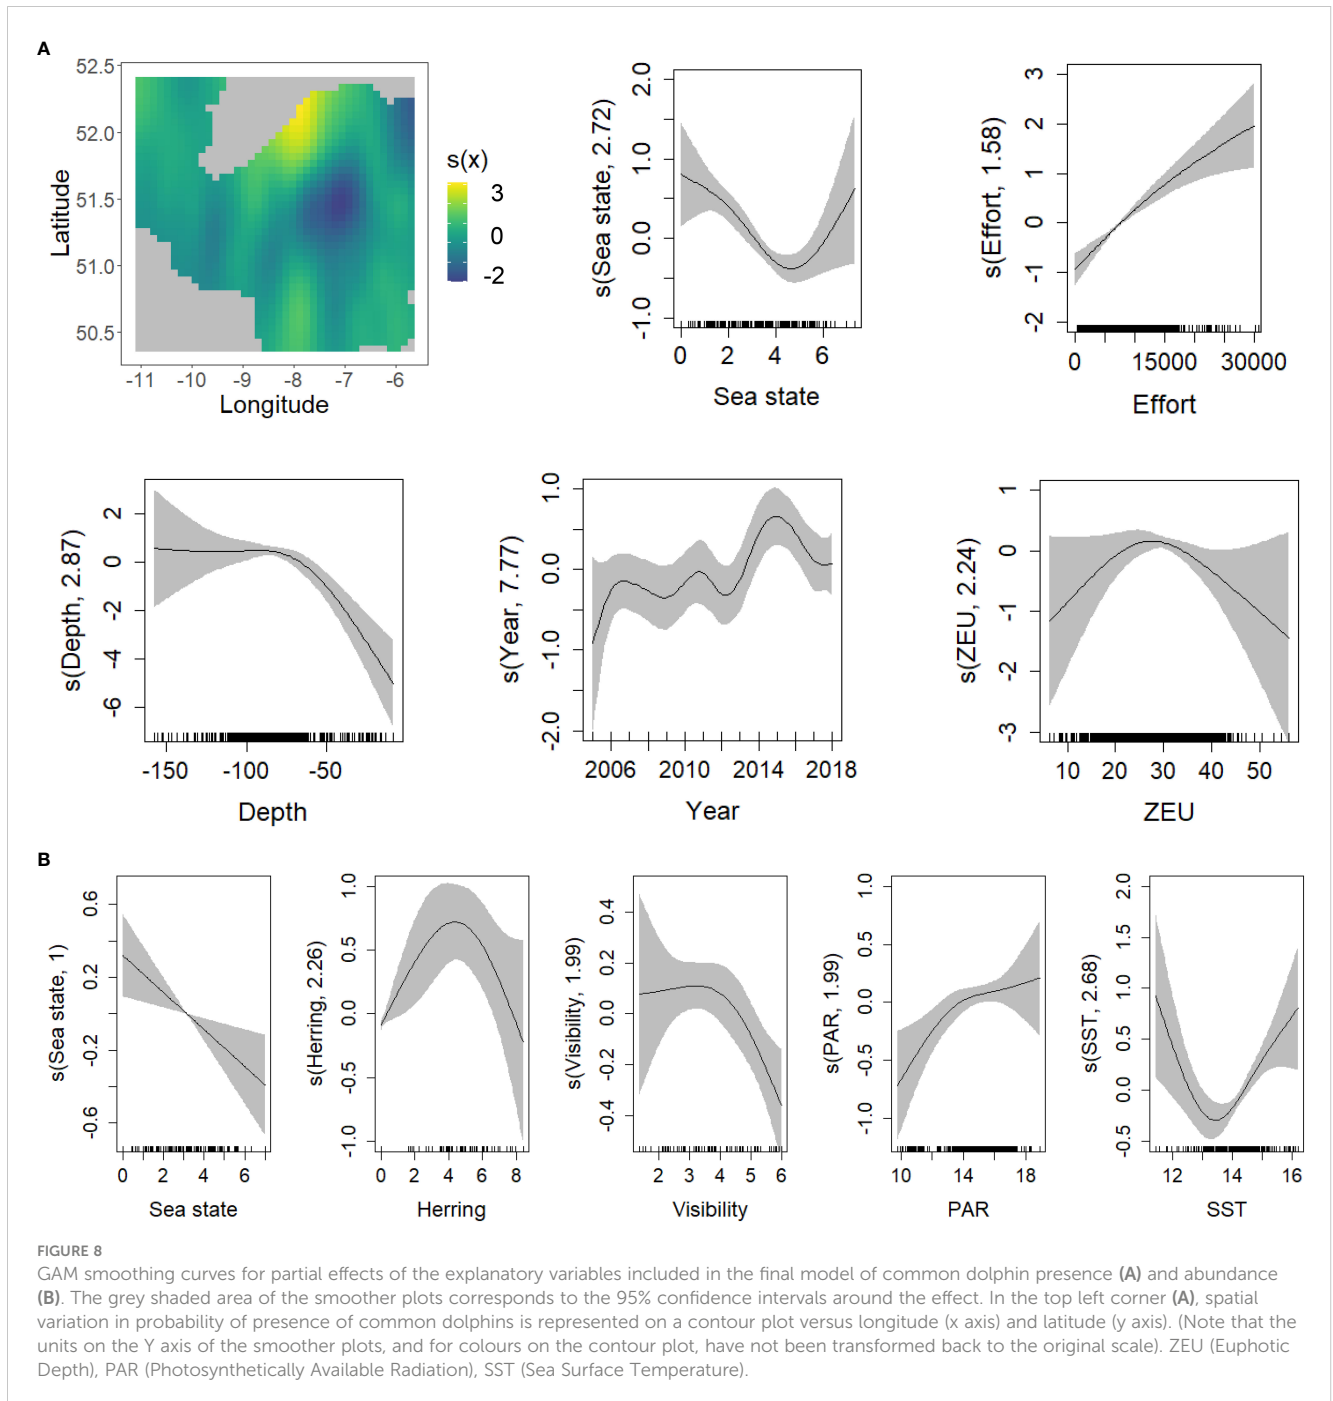 A
52.5
52.0
51.5
51.0
50.5
Latitude
-11 -10 -9 -8 -7 -6
Longitude
s(x)
3
0
-2
s(Sea state, 2.72)
2.0
1.0
0.0
-1.0
0 2 4 6
Sea state
s(Effort, 1.58)
3
2
1
0
-1
-2
0 15000 30000
Effort
s(Depth, 2.87)
2
0
-2
-4
-6
-150 -100 -50
Depth
s(Year, 7.77)
1.0
0.0
-1.0
-2.0
2006 2010 2014 2018
Year
s(ZEU, 2.24)
1
0
-1
-2
-3
10 20 30 40 50
ZEU
B
s(Sea state, 1)
0.6
0.2
-0.2
-0.6
0 2 4 6
Sea state
s(Herring, 2.26)
1.0
0.5
0.0
-0.5
-1.0
0 2 4 6 8
Herring
s(Visibility, 1.99)
0.4
0.2
0.0
-0.2
-0.4
2 3 4 5 6
Visibility
s(PAR, 1.99)
1.0
0.5
0.0
-0.5
-1.0
10 14 18
PAR
s(SST, 2.68)
2.0
1.5
1.0
0.5
0.0
-0.5
12 14 16
SST
FIGURE 8
GAM smoothing curves for partial effects of the explanatory variables included in the final model of common dolphin presence (A) and abundance
(B). The grey shaded area of the smoother plots corresponds to the 95% confidence intervals around the effect. In the top left corner (A), spatial
variation in probability of presence of common dolphins is represented on a contour plot versus longitude (x axis) and latitude (y axis). (Note that the
units on the Y axis of the smoother plots, and for colours on the contour plot, have not been transformed back to the original scale). ZEU (Euphotic
Depth), PAR (Photosynthetically Available Radiation), SST (Sea Surface Temperature).